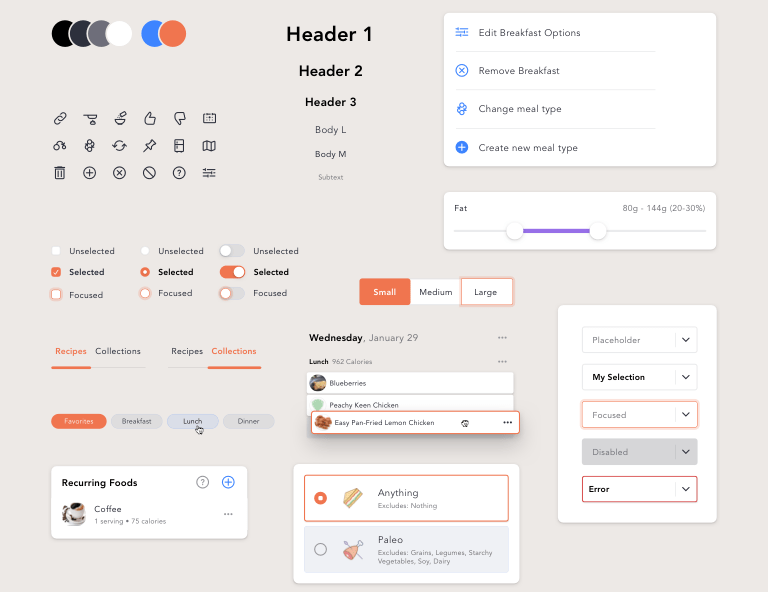 Header 1
Header 2
Header 3
Body L
Body M
Subtext
Edit Breakfast Options
Remove Breakfast
Change meal type
Create new meal type
Fat 80g - 144g (20-30%)
Unselected Unselected Unselected
Selected Selected Selected
Focused Focused Focused
Small Medium Large
Recipes Collections Recipes Collections
Favorites Breakfast Lunch Dinner
Wednesday, January 29
Lunch 962 Calories
Blueberries
Peachy Keen Chicken
Easy Pan-Fried Lemon Chicken
Placeholder
My Selection
Focused
Disabled
Error
Recurring Foods ?
Coffee
1 serving • 75 calories
Anything
Excludes: Nothing
Paleo
Excludes: Grains, Legumes, Starchy
Vegetables, Soy, Dairy